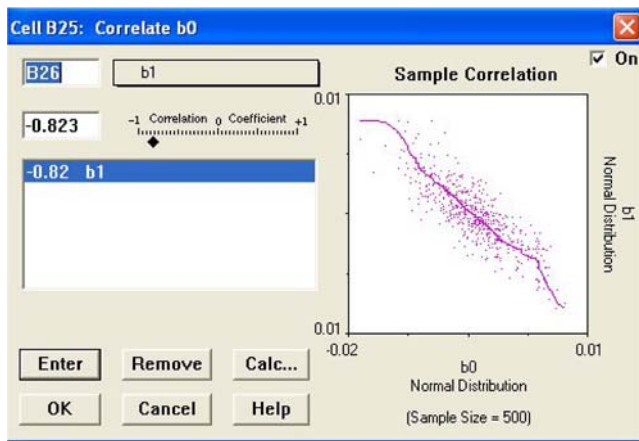 Cell B25: Correlate b0
B26 b1
On
-0.823
-1 Correlation 0 Coefficient +1
-0.82 b1
Sample Correlation
0.01
b1
Normal Distribution
0.01
-0.02 0.01
b0
Normal Distribution
(Sample Size = 500)
Enter Remove Calc...
OK Cancel Help